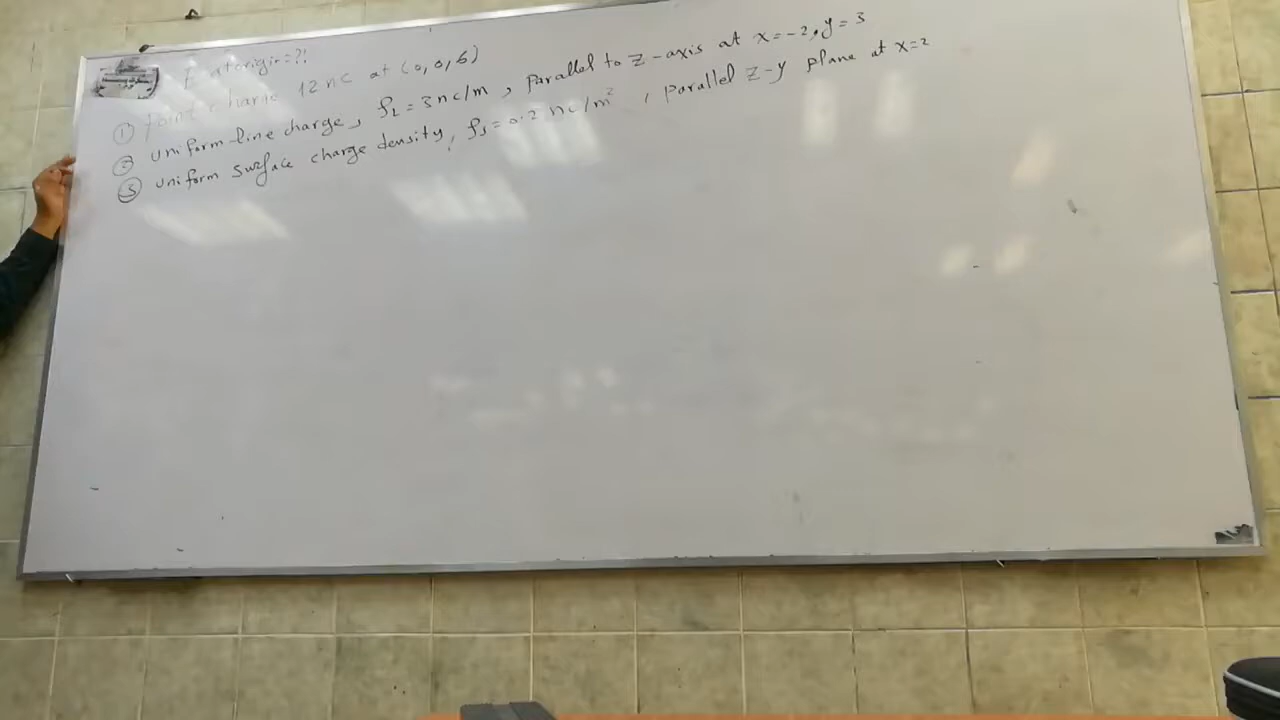 E at origin = ?!
① Point charge 12 nC at (0, 0, 6)
② uniform line charge, ρL = 3 nC/m, parallel to z-axis at x=-2, y=3
③ uniform surface charge density, ρs = 0.2 nC/m², parallel z-y plane at x=2